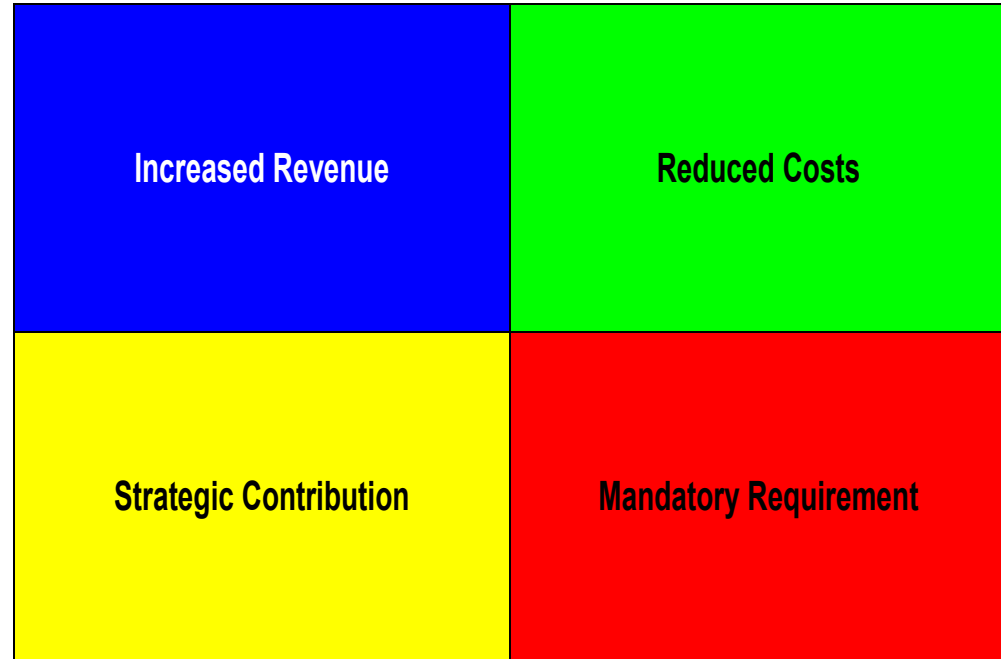 Increased Revenue
Reduced Costs
Strategic Contribution
Mandatory Requirement